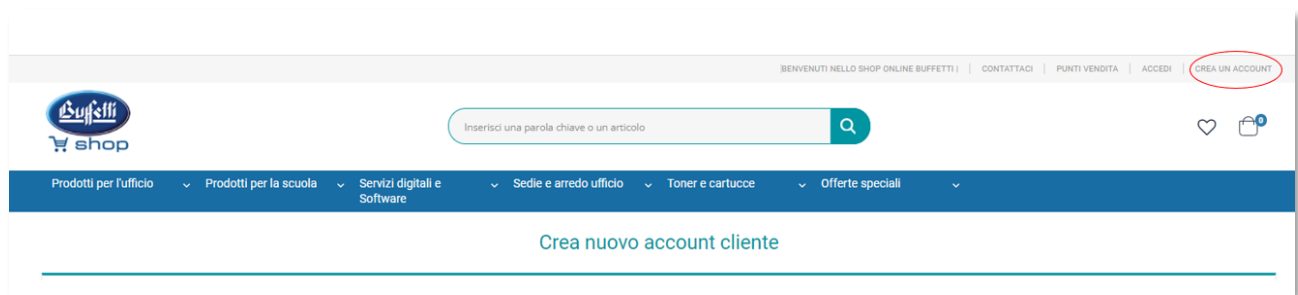 |BENVENUTI NELLO SHOP ONLINE BUFFETTI | | CONTATTACI | PUNTI VENDITA | ACCEDI | CREA UN ACCOUNT
Buffetti
shop
Inserisci una parola chiave o un articolo
0
Prodotti per l'ufficio Prodotti per la scuola Servizi digitali e Software Sedie e arredo ufficio Toner e cartucce Offerte speciali
Crea nuovo account cliente